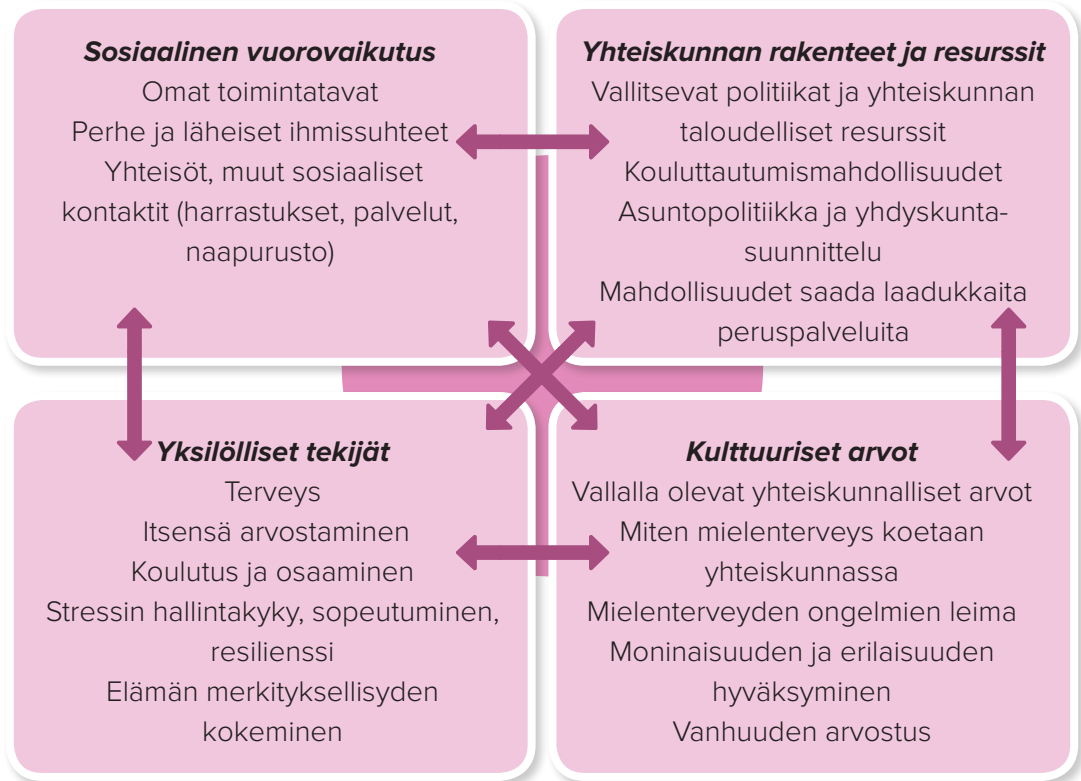 Sosiaalinen vuorovaikutus
Omat toimintatavat
Perhe ja läheiset ihmissuhteet
Yhteisöt, muut sosiaaliset
kontaktit (harrastukset, palvelut,
naapurusto)
Yhteiskunnan rakenteet ja resurssit
Vallitsevat politiikat ja yhteiskunnan
taloudelliset resurssit
Kouluttautumismahdollisuudet
Asuntopolitiikka ja yhdyskunta-
suunnittelu
Mahdollisuudet saada laadukkaita
peruspalveluita
Yksilölliset tekijät
Terveys
Itsensä arvostaminen
Koulutus ja osaaminen
Stressin hallintakyky, sopeutuminen,
resilienssi
Elämän merkityksellisyden
kokeminen
Kulttuuriset arvot
Vallalla olevat yhteiskunnalliset arvot
Miten mielenterveys koetaan
yhteiskunnassa
Mielenterveyden ongelmien leima
Moninaisuuden ja erilaisuuden
hyväksyminen
Vanhuuden arvostus